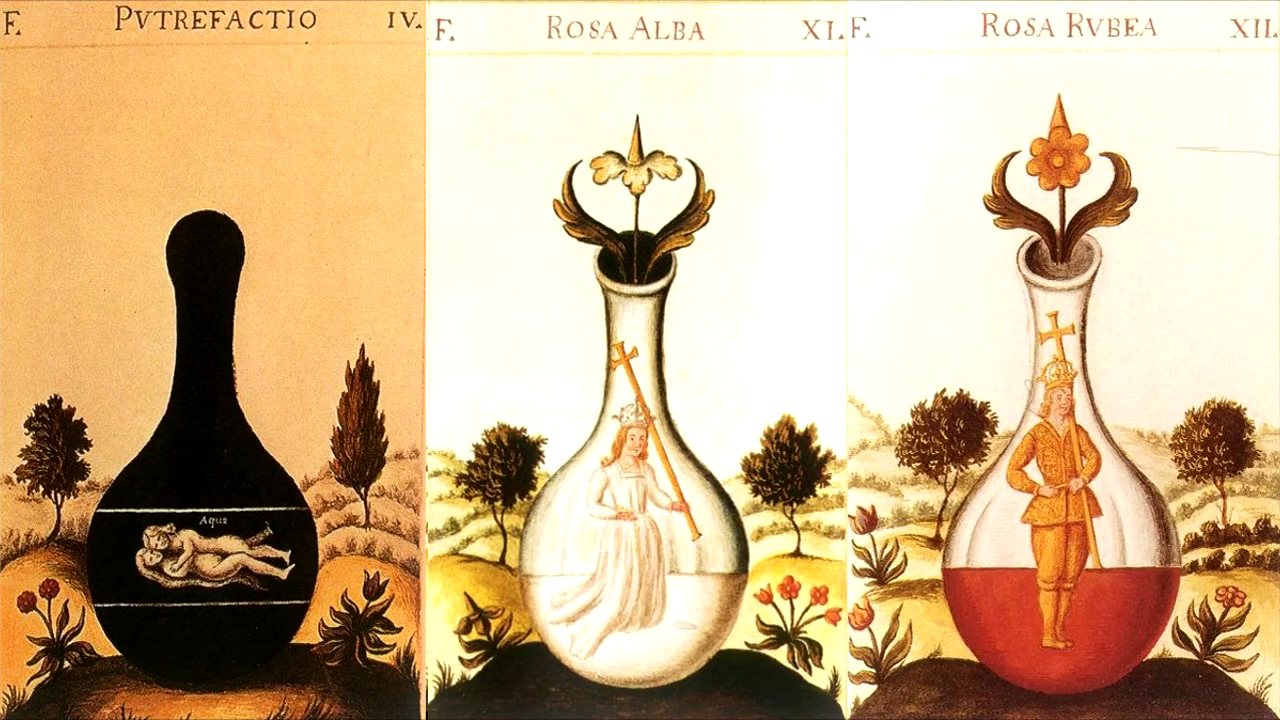 F. PVTREFACTIO IV.
Aqua
F. ROSA ALBA XI.
F. ROSA RVBEA XII.